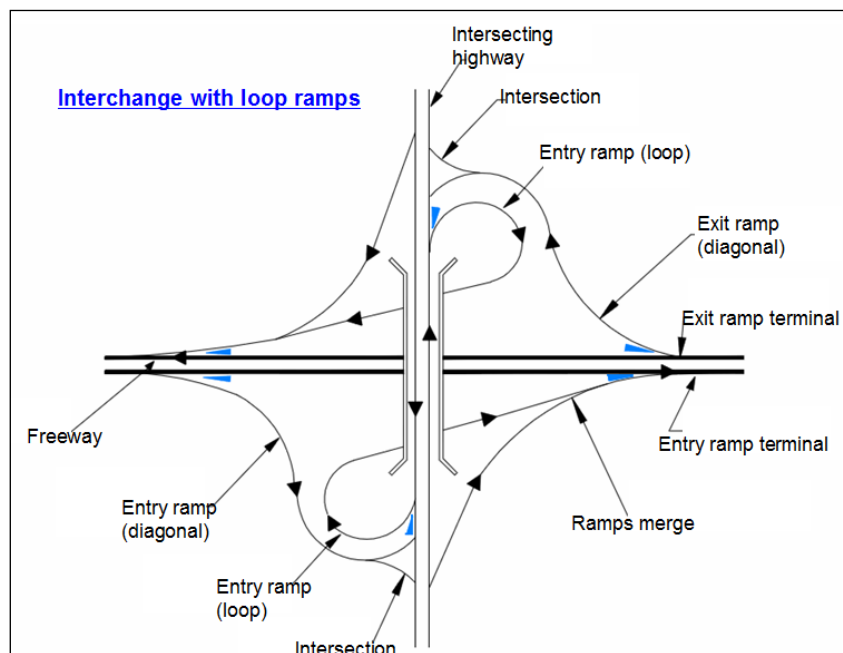 Intersecting
highway
Interchange with loop ramps
Intersection
Entry ramp (loop)
Exit ramp
(diagonal)
Exit ramp terminal
Freeway
Entry ramp terminal
Entry ramp
(diagonal)
Ramps merge
Entry ramp
(loop)
Intersection